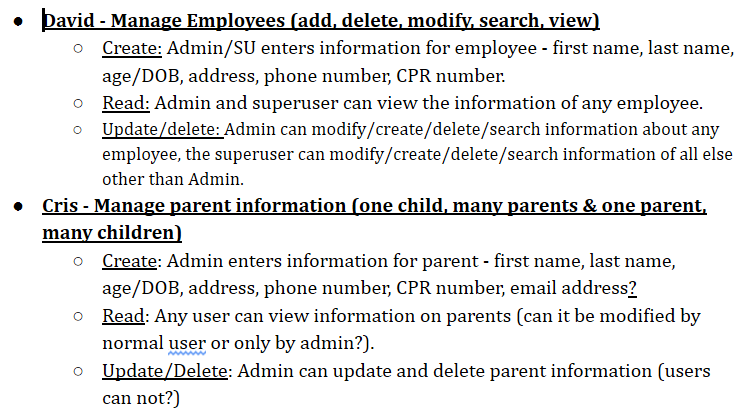 ● David - Manage Employees (add, delete, modify, search, view)
○ Create: Admin/SU enters information for employee - first name, last name,
age/DOB, address, phone number, CPR number.
○ Read: Admin and superuser can view the information of any employee.
○ Update/delete: Admin can modify/create/delete/search information about any
employee, the superuser can modify/create/delete/search information of all else
other than Admin.
● Cris - Manage parent information (one child, many parents & one parent,
many children)
○ Create: Admin enters information for parent - first name, last name,
age/DOB, address, phone number, CPR number, email address?
○ Read: Any user can view information on parents (can it be modified by
normal user or only by admin?).
○ Update/Delete: Admin can update and delete parent information (users
can not?)